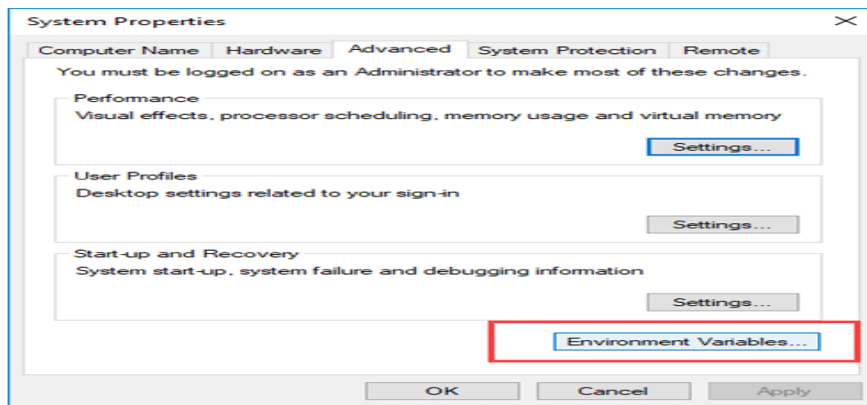 System Properties
Computer Name Hardware Advanced System Protection Remote
You must be logged on as an Administrator to make most of these changes.
Performance
Visual effects, processor scheduling, memory usage and virtual memory
Settings...
User Profiles
Desktop settings related to your sign-in
Settings...
Start-up and Recovery
System start-up, system failure and debugging information
Settings...
Environment Variables...
OK Cancel Apply